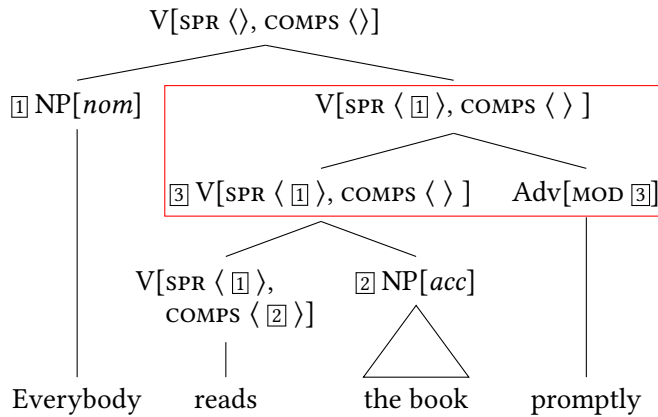 V[SPR ⟨⟩, COMPS ⟨⟩]
1 NP[nom] V[SPR ⟨ 1 ⟩, COMPS ⟨ ⟩ ]
3 V[SPR ⟨ 1 ⟩, COMPS ⟨ ⟩ ] Adv[MOD 3]
V[SPR ⟨ 1 ⟩, 2 NP[acc]
COMPS ⟨ 2 ⟩]
Everybody reads the book promptly